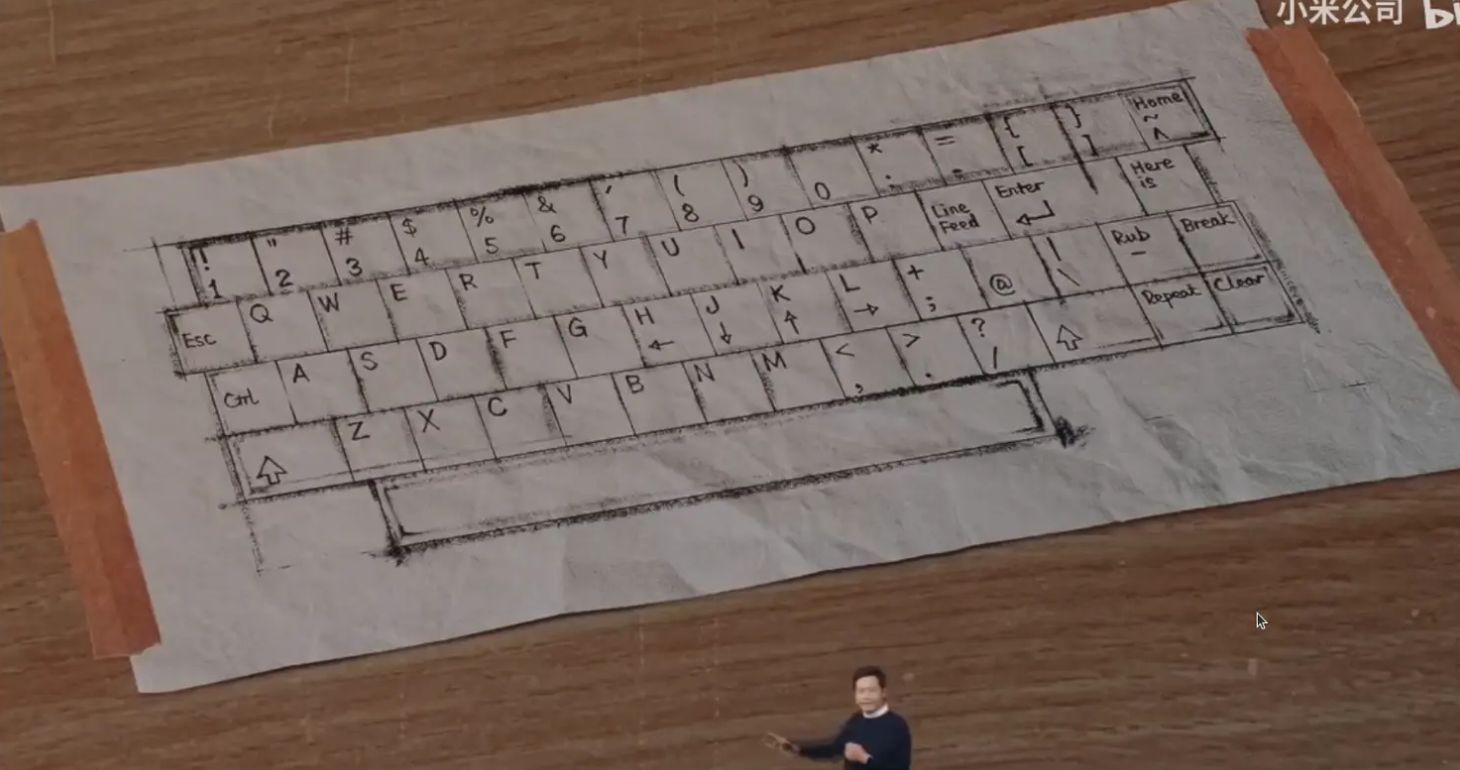 小米公司 bi
! " # $ % & ' ( ) * = { } Home
~
1 2 3 4 5 6 7 8 9 0 : - [ ] ^
Esc Q W E R T Y U I O P Line Feed Enter Here is
Ctrl A S D F G H J K L + ; @ | \ Rub — Break
← ↓ ↑ →
⇧ Z X C V B N M < , > . ? / ⇧ Repeat Clear